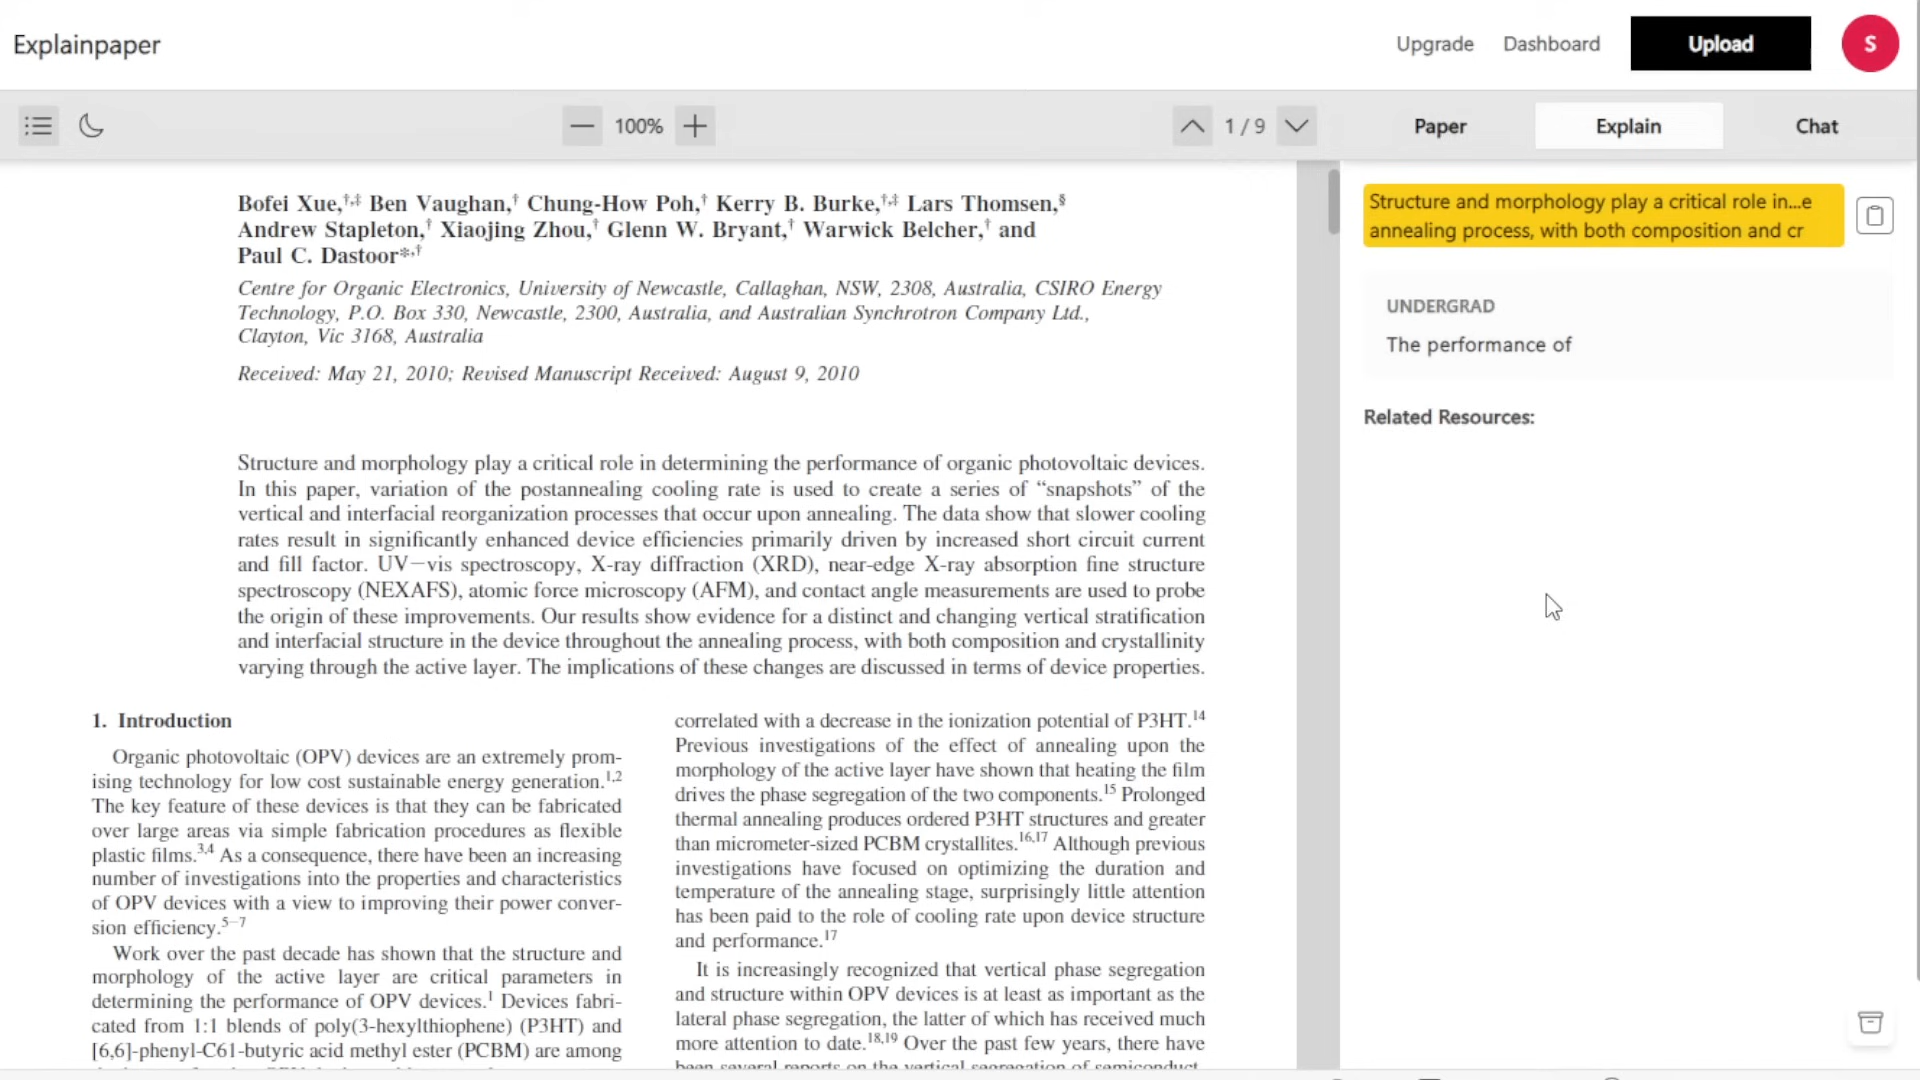 Explainpaper
Upgrade
Dashboard
Upload
S
100%
1 / 9
Paper
Explain
Chat
Bofei Xue,†,‡ Ben Vaughan,† Chung-How Poh,† Kerry B. Burke,†,‡ Lars Thomsen,§
Andrew Stapleton,† Xiaojing Zhou,† Glenn W. Bryant,† Warwick Belcher,† and
Paul C. Dastoor*,†
Centre for Organic Electronics, University of Newcastle, Callaghan, NSW, 2308, Australia, CSIRO Energy
Technology, P.O. Box 330, Newcastle, 2300, Australia, and Australian Synchrotron Company Ltd.,
Clayton, Vic 3168, Australia
Received: May 21, 2010; Revised Manuscript Received: August 9, 2010
Structure and morphology play a critical role in determining the performance of organic photovoltaic devices.
In this paper, variation of the postannealing cooling rate is used to create a series of “snapshots” of the
vertical and interfacial reorganization processes that occur upon annealing. The data show that slower cooling
rates result in significantly enhanced device efficiencies primarily driven by increased short circuit current
and fill factor. UV−vis spectroscopy, X-ray diffraction (XRD), near-edge X-ray absorption fine structure
spectroscopy (NEXAFS), atomic force microscopy (AFM), and contact angle measurements are used to probe
the origin of these improvements. Our results show evidence for a distinct and changing vertical stratification
and interfacial structure in the device throughout the annealing process, with both composition and crystallinity
varying through the active layer. The implications of these changes are discussed in terms of device properties.
1. Introduction
Organic photovoltaic (OPV) devices are an extremely prom-
ising technology for low cost sustainable energy generation.1,2
The key feature of these devices is that they can be fabricated
over large areas via simple fabrication procedures as flexible
plastic films.3,4 As a consequence, there have been an increasing
number of investigations into the properties and characteristics
of OPV devices with a view to improving their power conver-
sion efficiency.5−7
Work over the past decade has shown that the structure and
morphology of the active layer are critical parameters in
determining the performance of OPV devices.1 Devices fabri-
cated from 1:1 blends of poly(3-hexylthiophene) (P3HT) and
[6,6]-phenyl-C61-butyric acid methyl ester (PCBM) are among
correlated with a decrease in the ionization potential of P3HT.14
Previous investigations of the effect of annealing upon the
morphology of the active layer have shown that heating the film
drives the phase segregation of the two components.15 Prolonged
thermal annealing produces ordered P3HT structures and greater
than micrometer-sized PCBM crystallites.16,17 Although previous
investigations have focused on optimizing the duration and
temperature of the annealing stage, surprisingly little attention
has been paid to the role of cooling rate upon device structure
and performance.17
It is increasingly recognized that vertical phase segregation
and structure within OPV devices is at least as important as the
lateral phase segregation, the latter of which has received much
more attention to date.18,19 Over the past few years, there have
been several reports on the vertical segregation of semiconduct-
Structure and morphology play a critical role in...e
annealing process, with both composition and cr
UNDERGRAD
The performance of
Related Resources: